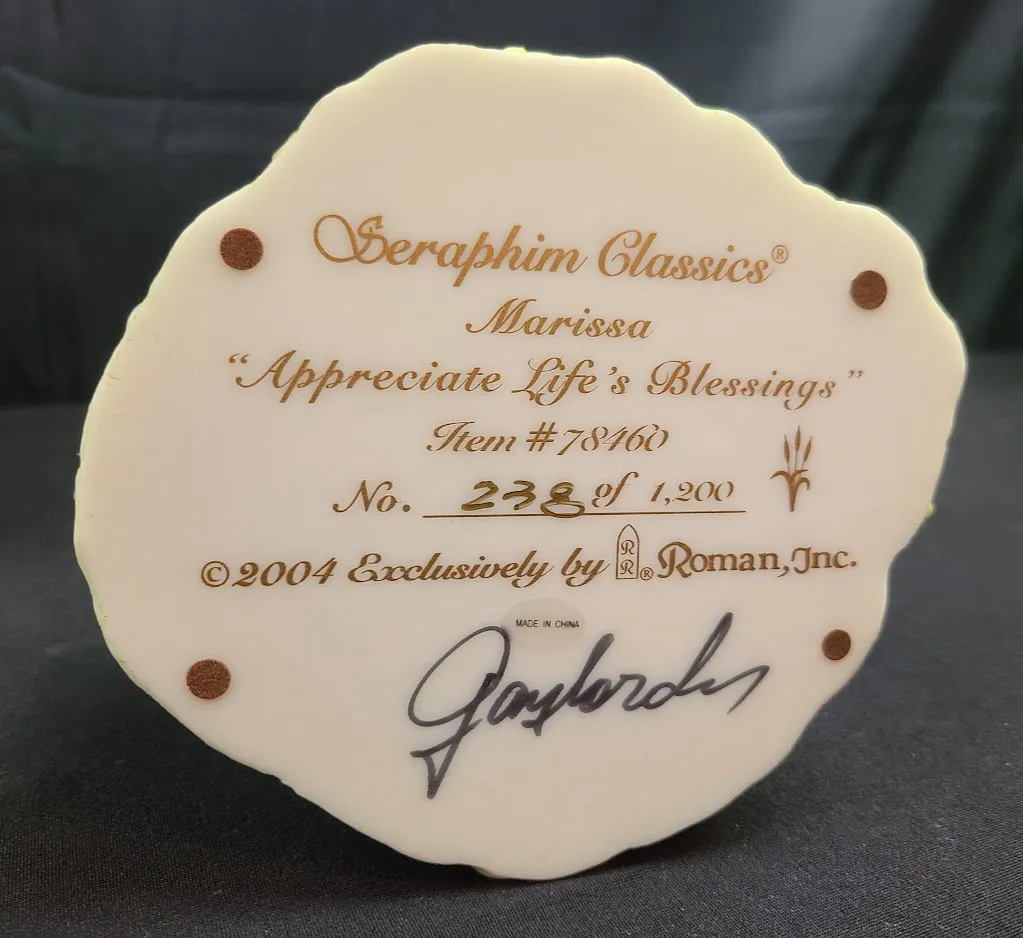 Seraphim Classics®
Marissa
“Appreciate Life's Blessings”
Item #78460
No. 238 of 1,200
©2004 Exclusively by RR® Roman, Inc.
MADE IN CHINA
Gaylord